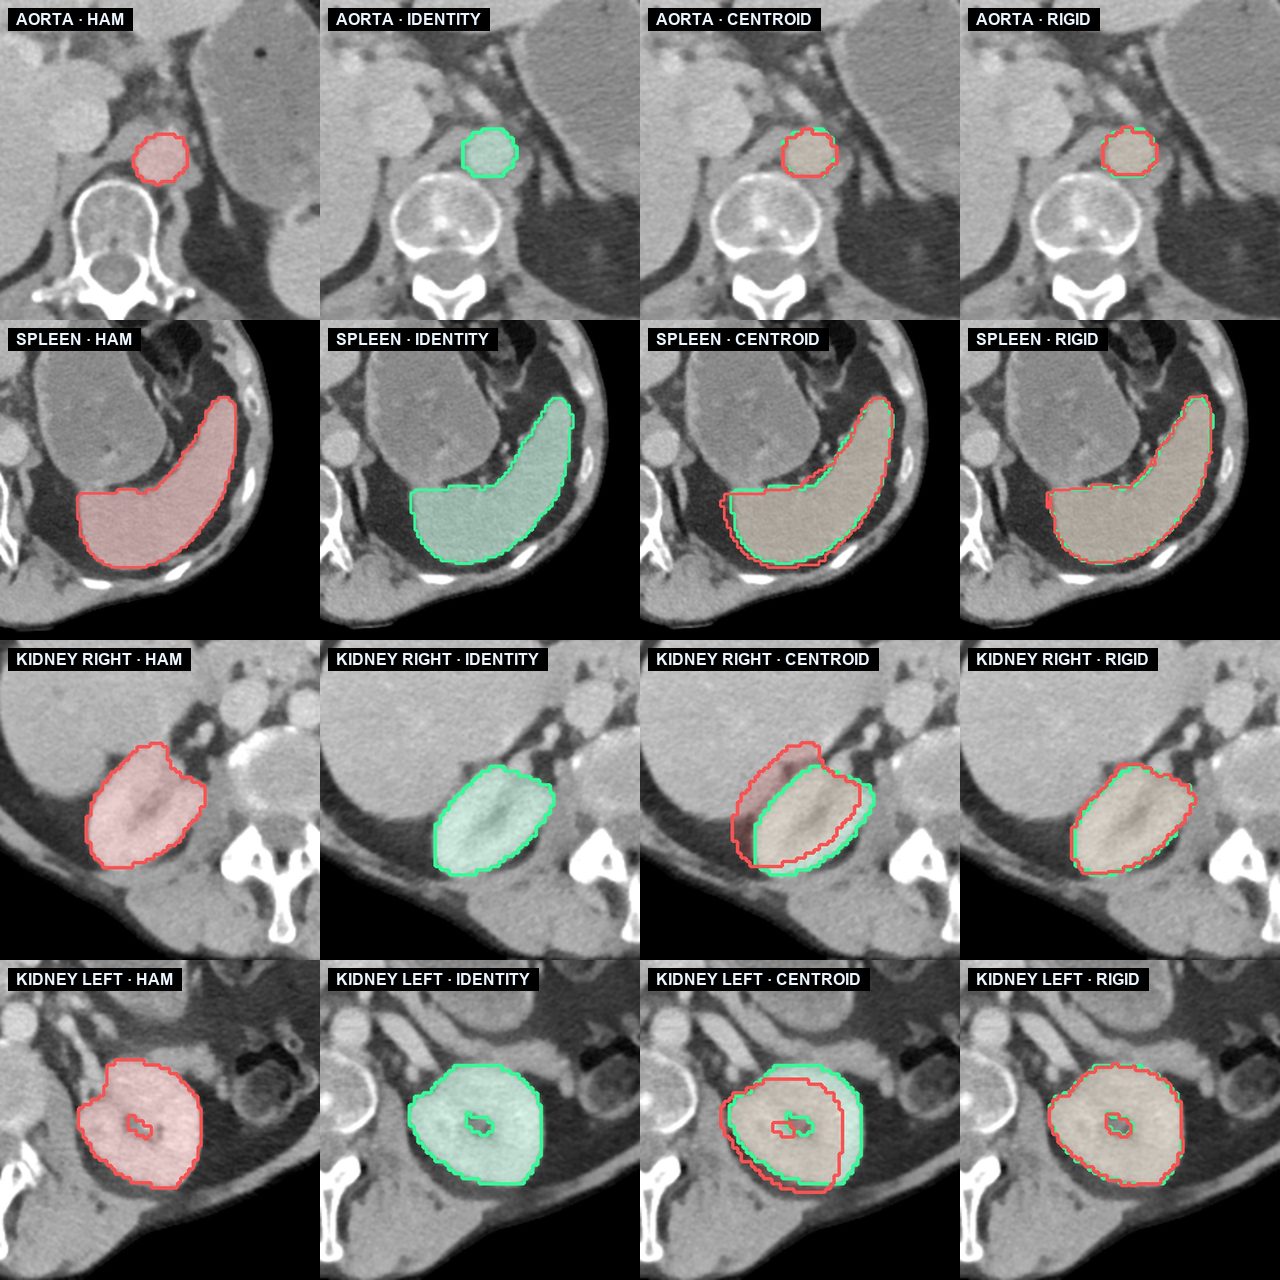 AORTA · HAM
AORTA · IDENTITY
AORTA · CENTROID
AORTA · RIGID
SPLEEN · HAM
SPLEEN · IDENTITY
SPLEEN · CENTROID
SPLEEN · RIGID
KIDNEY RIGHT · HAM
KIDNEY RIGHT · IDENTITY
KIDNEY RIGHT · CENTROID
KIDNEY RIGHT · RIGID
KIDNEY LEFT · HAM
KIDNEY LEFT · IDENTITY
KIDNEY LEFT · CENTROID
KIDNEY LEFT · RIGID